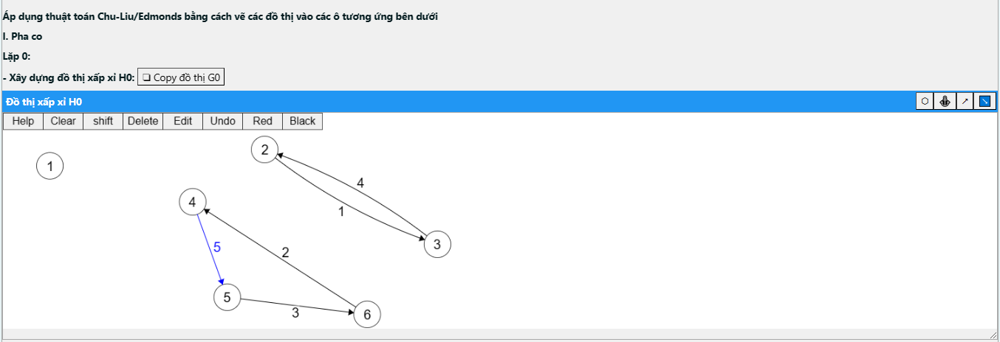 Áp dụng thuật toán Chu-Liu/Edmonds bằng cách vẽ các đồ thị vào các ô tương ứng bên dưới
I. Pha co
Lặp 0:
- Xây dựng đồ thị xấp xỉ H0: ❏ Copy đồ thị G0
Đồ thị xấp xỉ H0
Help Clear shift Delete Edit Undo Red Black
2
1
4
4
1
5
3
2
5
3
6